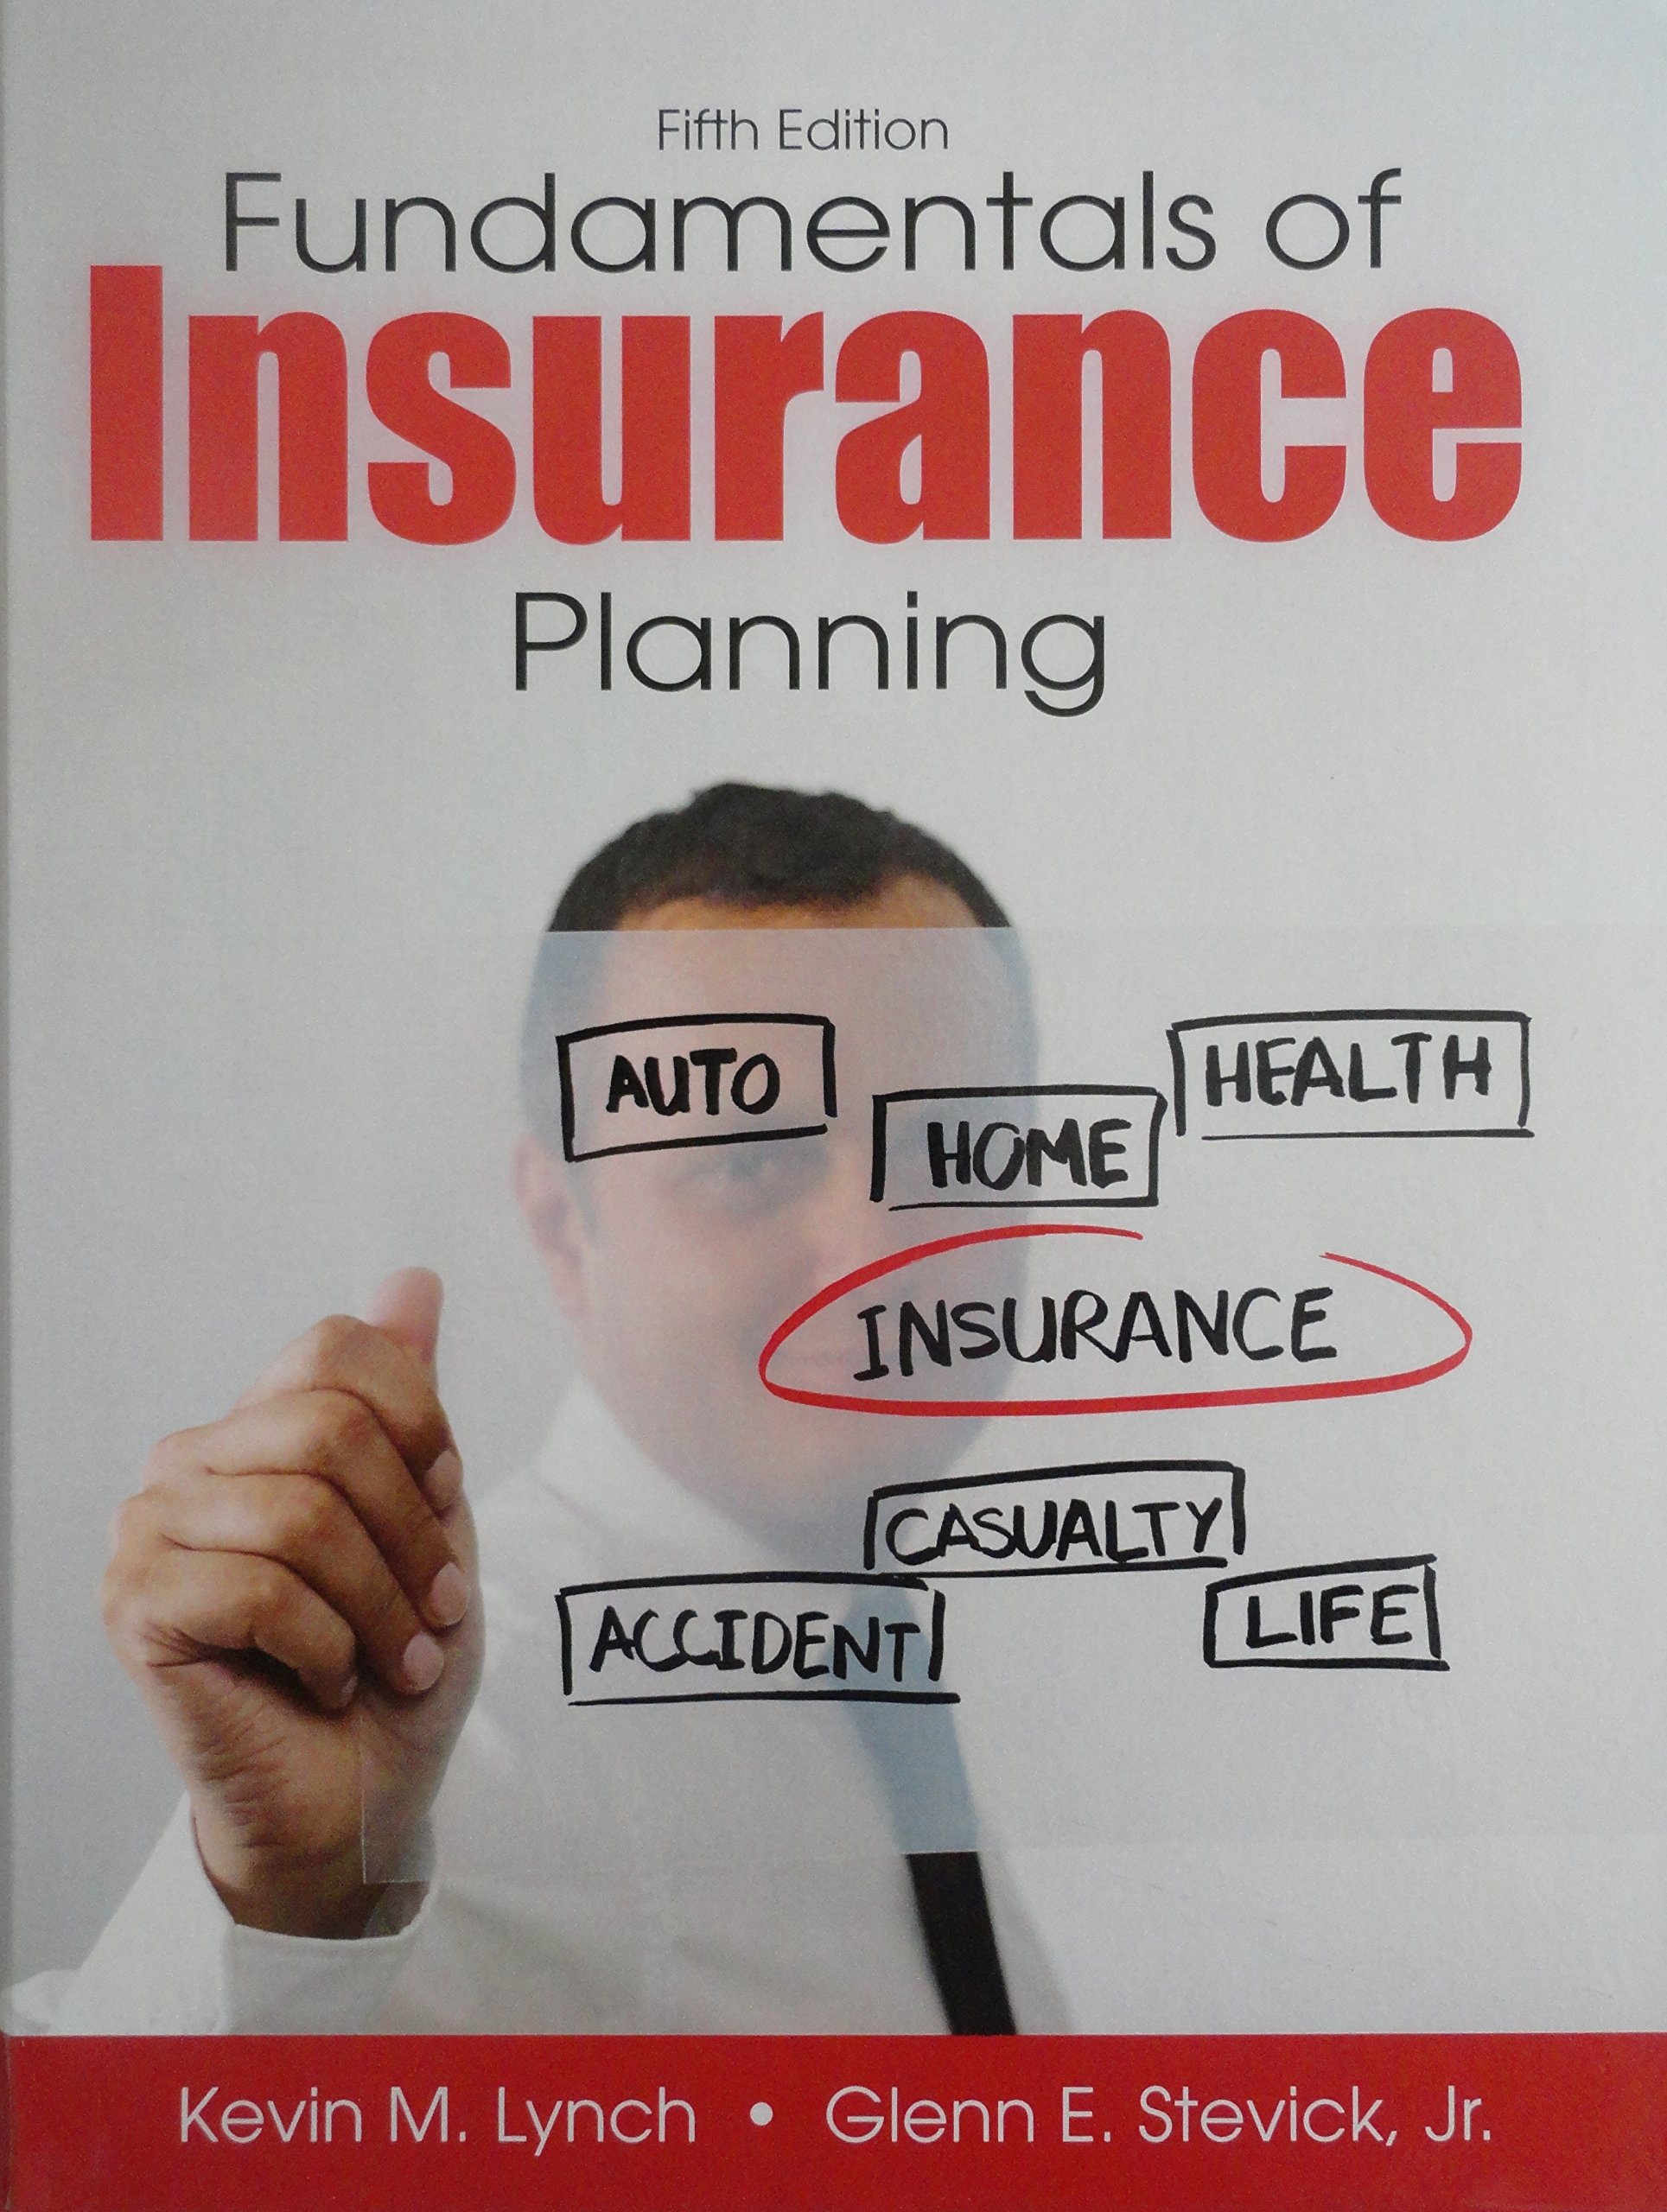 Fifth Edition
Fundamentals of
Insurance
Planning
AUTO
HOME
HEALTH
INSURANCE
CASUALTY
ACCIDENT
LIFE
Kevin M. Lynch • Glenn E. Stevick, Jr.